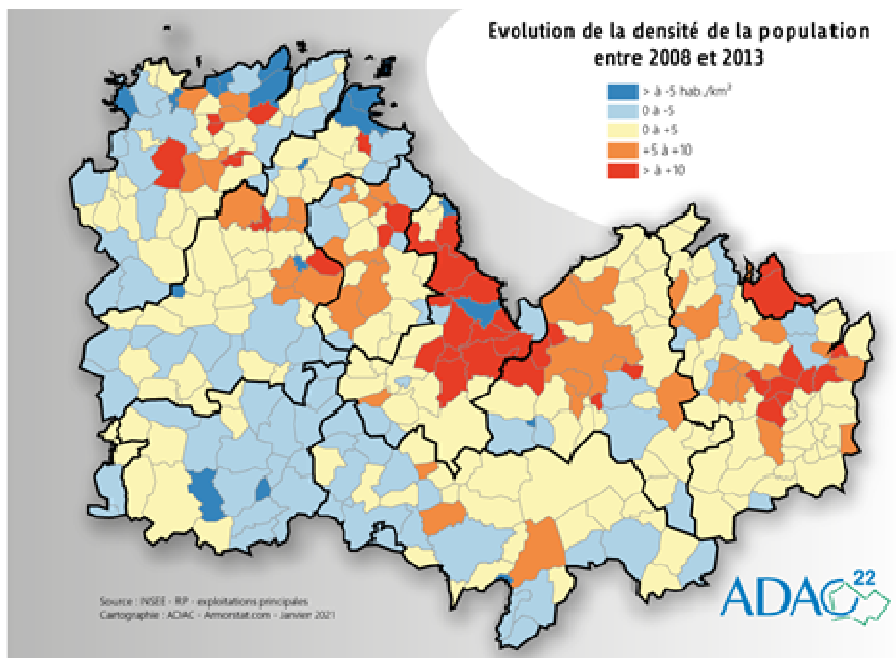 Evolution de la densité de la population
entre 2008 et 2013
> à -5 hab./km²
0 à -5
0 à +5
+5 à +10
> à +10
Source : INSEE - RP - exploitations principales
Cartographie : ADAC - Armorstat.com - Janvier 2021
ADAC 22